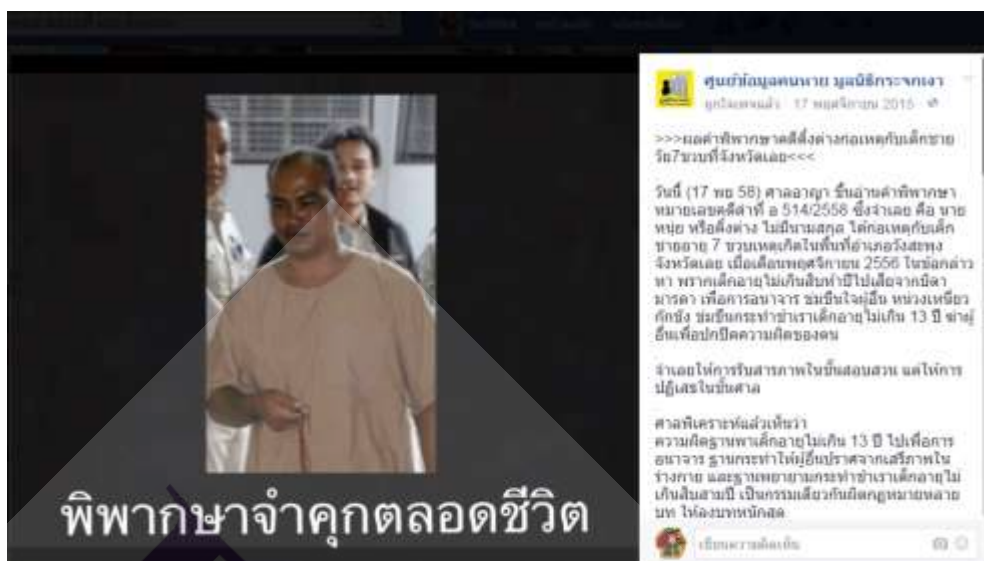 ศูนย์ข้อมูลคนหาย มูลนิธิกระจกเงา
ถูกใจเพจแล้ว · 17 พฤศจิกายน 2015
>>>ผลคำพิพากษาคดีติ๊งต่างก่อเหตุกับเด็กชาย
วัย7ขวบที่จังหวัดเลย<<<
วันนี้ (17 พย 58) ศาลอาญา ขึ้นอ่านคำพิพากษา
หมายเลขคดีดำที่ อ 514/2558 ซึ่งจำเลย คือ นาย
หนุ่ย หรือติ๊งต่าง ไม่มีนามสกุล ได้ก่อเหตุกับเด็ก
ชายอายุ 7 ขวบเหตุเกิดในพื้นที่อำเภอวังสะพุง
จังหวัดเลย เมื่อเดือนพฤศจิกายน 2556 ในข้อกล่าว
หา พรากเด็กอายุไม่เกินสิบห้าปีไปเสียจากบิดา
มารดา เพื่อการอนาจาร ข่มขืนใจผู้อื่น หน่วงเหนี่ยว
กักขัง ข่มขืนกระทำชำเราเด็กอายุไม่เกิน 13 ปี ฆ่าผู้
อื่นเพื่อปกปิดความผิดของตน
จำเลยให้การรับสารภาพในชั้นสอบสวน แต่ให้การ
ปฏิเสธในชั้นศาล
ศาลพิเคราะห์แล้วเห็นว่า
ความผิดฐานพาเด็กอายุไม่เกิน 13 ปี ไปเพื่อการ
อนาจาร ฐานกระทำให้ผู้อื่นปราศจากเสรีภาพใน
ร่างกาย และฐานพยายามกระทำชำเราเด็กอายุไม่
เกินสิบสามปี เป็นกรรมเดียวกันผิดกฎหมายหลาย
บท ให้ลงบทหนักสุด
พิพากษาจำคุกตลอดชีวิต
เขียนความคิดเห็น